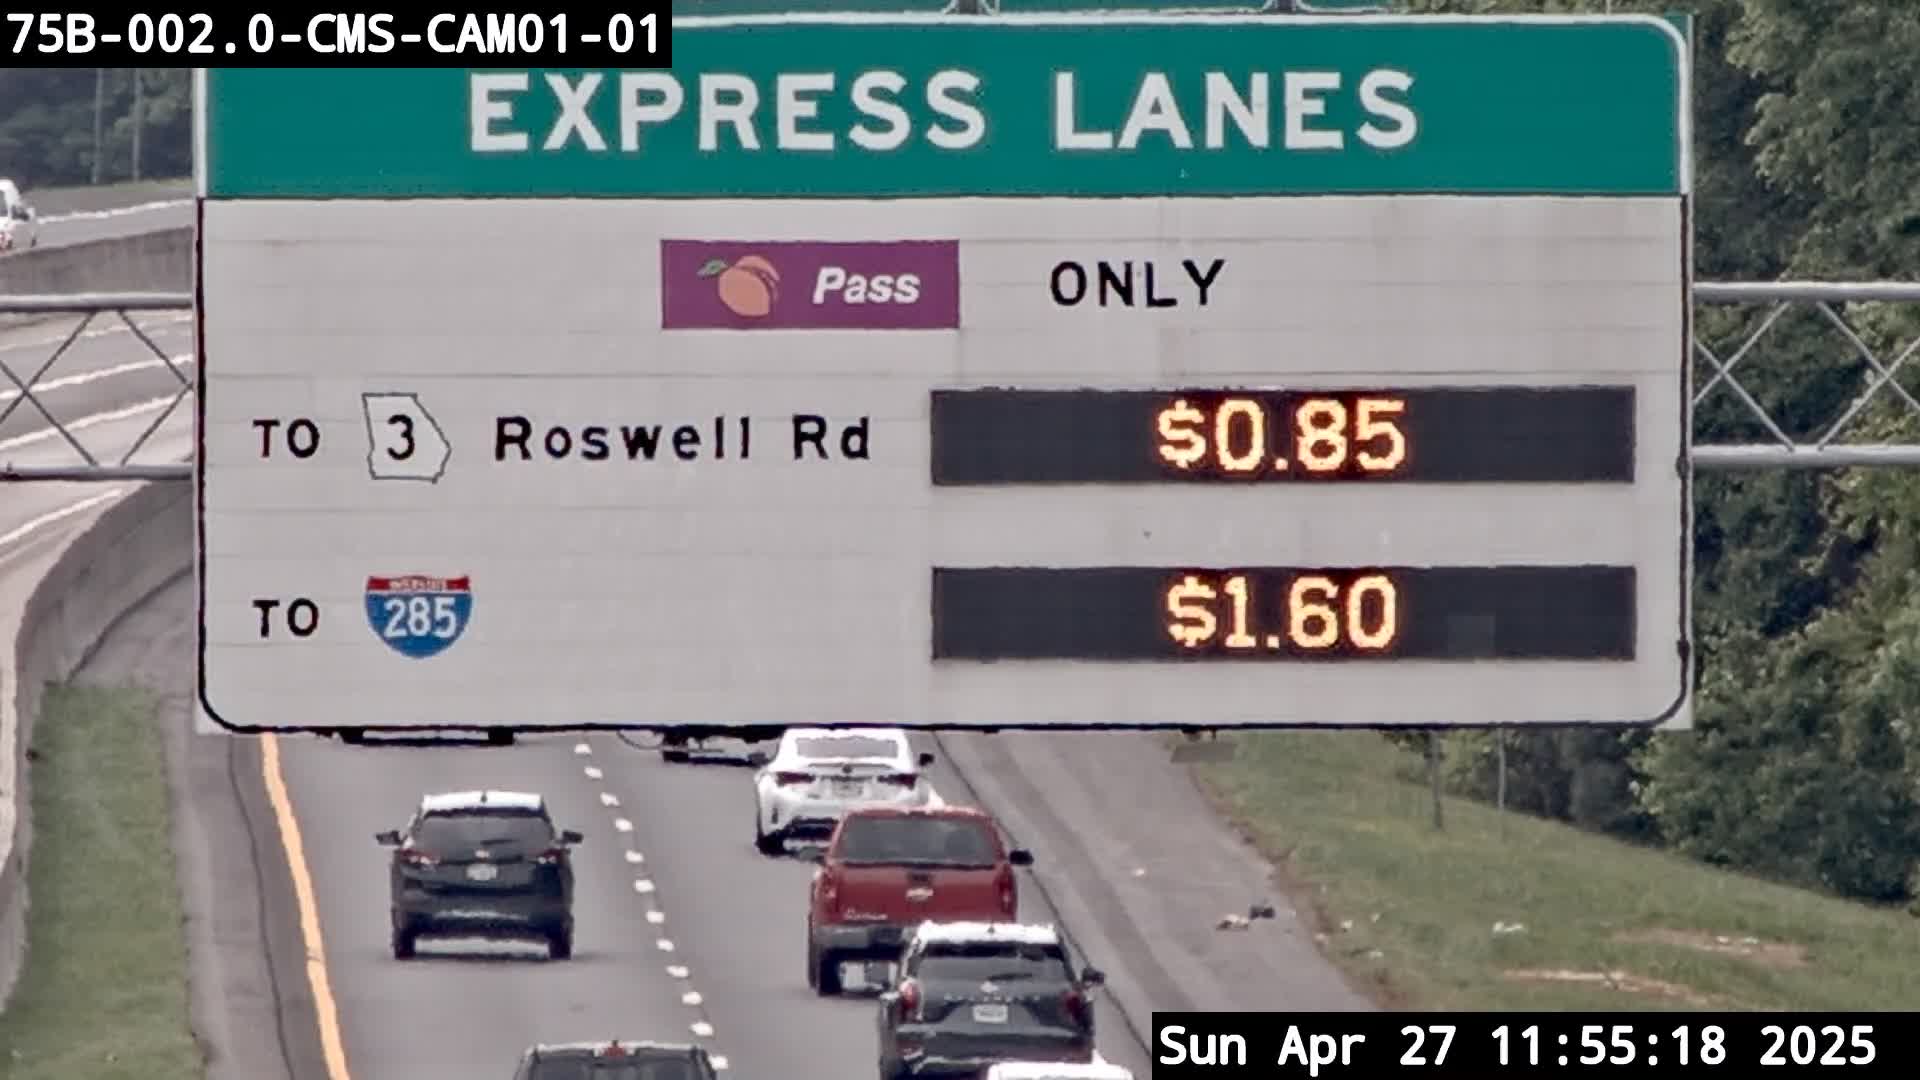 75B-002.0-CMS-CAM01-01
EXPRESS LANES
Pass ONLY
TO 3 Roswell Rd $0.85
TO 285 $1.60
Sun Apr 27 11:55:18 2025